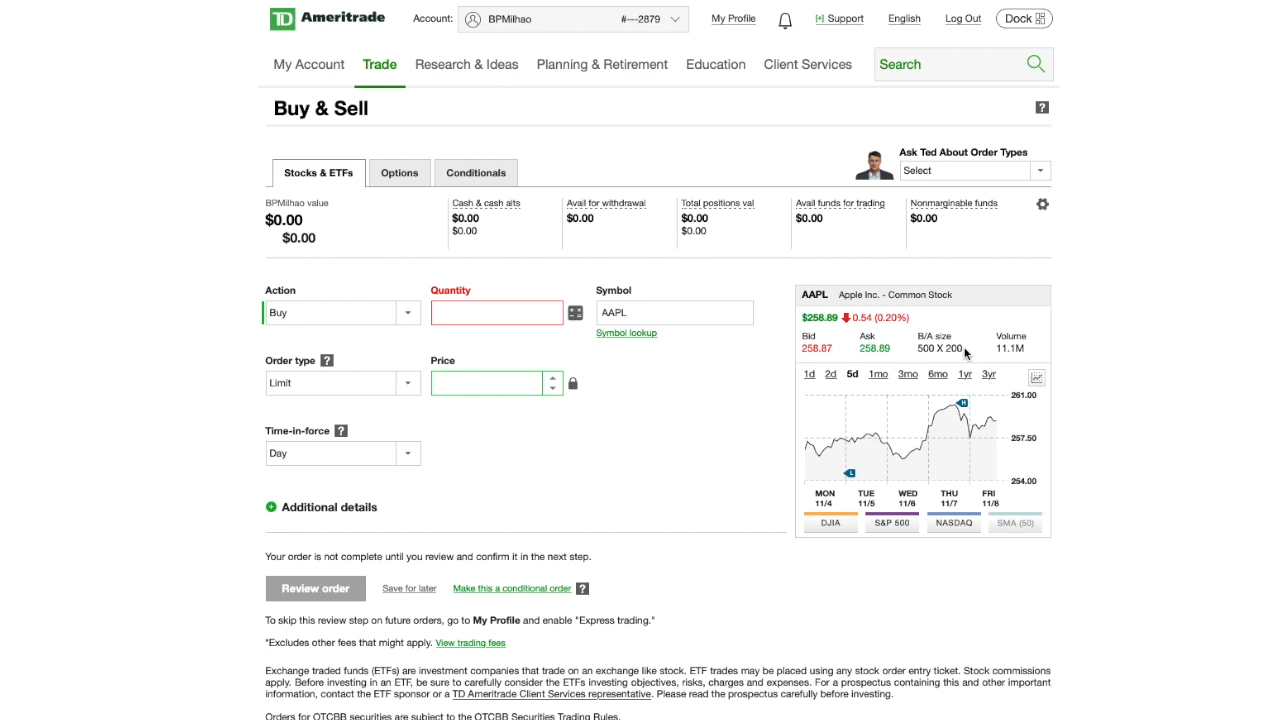 TD Ameritrade
Account: BPMilhao #---2879
My Profile
Support
English
Log Out
Dock
My Account Trade Research & Ideas Planning & Retirement Education Client Services Search
Buy & Sell ?
Ask Ted About Order Types
Select
Stocks & ETFs Options Conditionals
BPMilhao value Cash & cash alts Avail for withdrawal Total positions val Avail funds for trading Nonmarginable funds
$0.00 $0.00 $0.00 $0.00 $0.00 $0.00
$0.00 $0.00 $0.00
Action Quantity Symbol
Buy AAPL
Symbol lookup
Order type ? Price
Limit
Time-in-force ?
Day
Additional details
AAPL Apple Inc. - Common Stock
$258.89 0.54 (0.20%)
Bid Ask B/A size Volume
258.87 258.89 500 X 200 11.1M
1d 2d 5d 1mo 3mo 6mo 1yr 3yr
261.00
H
257.50
L
254.00
MON TUE WED THU FRI
11/4 11/5 11/6 11/7 11/8
DJIA S&P 500 NASDAQ SMA (50)
Your order is not complete until you review and confirm it in the next step.
Review order Save for later Make this a conditional order ?
To skip this review step on future orders, go to My Profile and enable "Express trading."
*Excludes other fees that might apply. View trading fees
Exchange traded funds (ETFs) are investment companies that trade on an exchange like stock. ETF trades may be placed using any stock order entry ticket. Stock commissions
apply. Before investing in an ETF, be sure to carefully consider the ETFs investing objectives, risks, charges and expenses. For a prospectus containing this and other important
information, contact the ETF sponsor or a TD Ameritrade Client Services representative. Please read the prospectus carefully before investing.
Orders for OTCBB securities are subject to the OTCBB Securities Trading Rules.